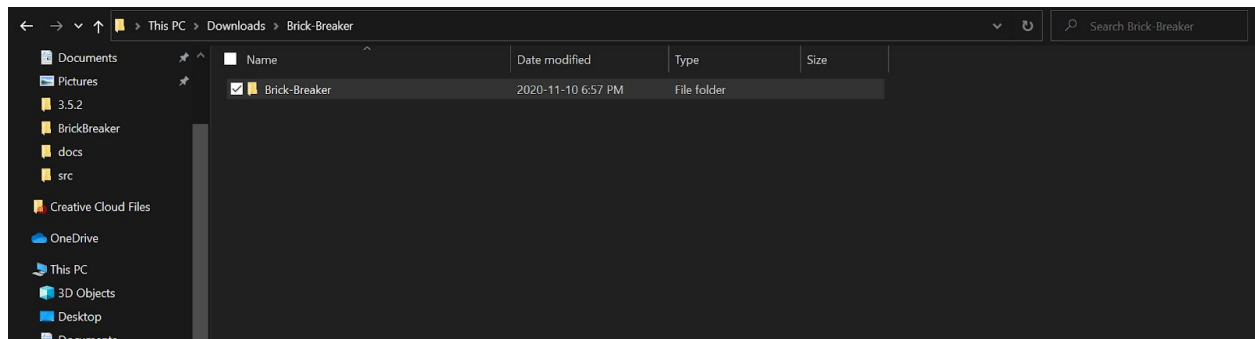 This PC > Downloads > Brick-Breaker
Search Brick-Breaker
Name Date modified Type Size
Brick-Breaker 2020-11-10 6:57 PM File folder
Documents
Pictures
3.5.2
BrickBreaker
docs
src
Creative Cloud Files
OneDrive
This PC
3D Objects
Desktop
Documents